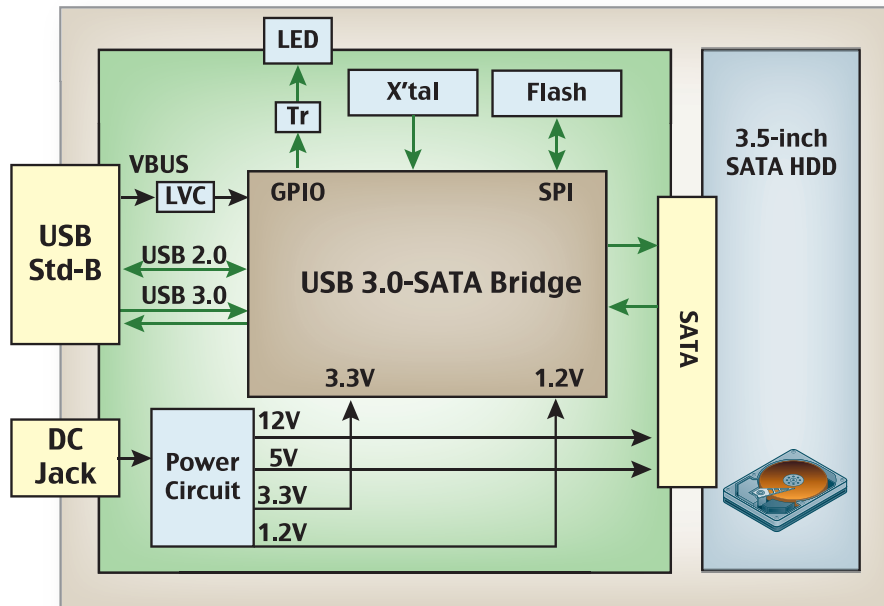 LED
X'tal
Flash
Tr
3.5-inch
SATA HDD
VBUS
LVC
GPIO
SPI
USB
Std-B
USB 2.0
USB 3.0
USB 3.0-SATA Bridge
SATA
3.3V
1.2V
DC
Jack
Power
Circuit
12V
5V
3.3V
1.2V